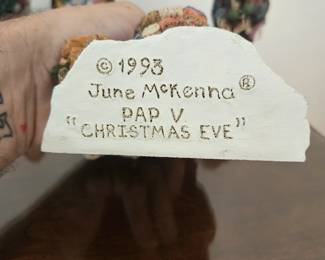 © 1993
June McKenna ®
PAP V
"CHRISTMAS EVE"